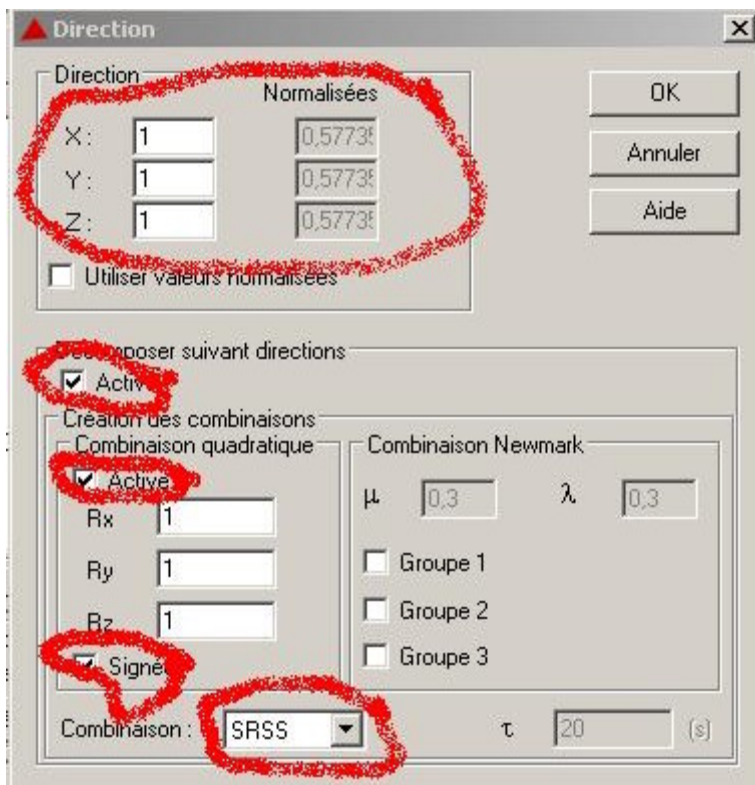 Direction
Direction
Normalisées
OK
X : 1 0,5773
Annuler
Y : 1 0,5773
Aide
Z : 1 0,5773
Utiliser valeurs normalisées
Décomposer suivant directions
Active
Création des combinaisons
Combinaison quadratique
Combinaison Newmark
Active
μ 0,3 λ 0,3
Rx 1
Groupe 1
Ry 1
Groupe 2
Rz 1
Groupe 3
Signée
Combinaison : SRSS τ 20 (s)